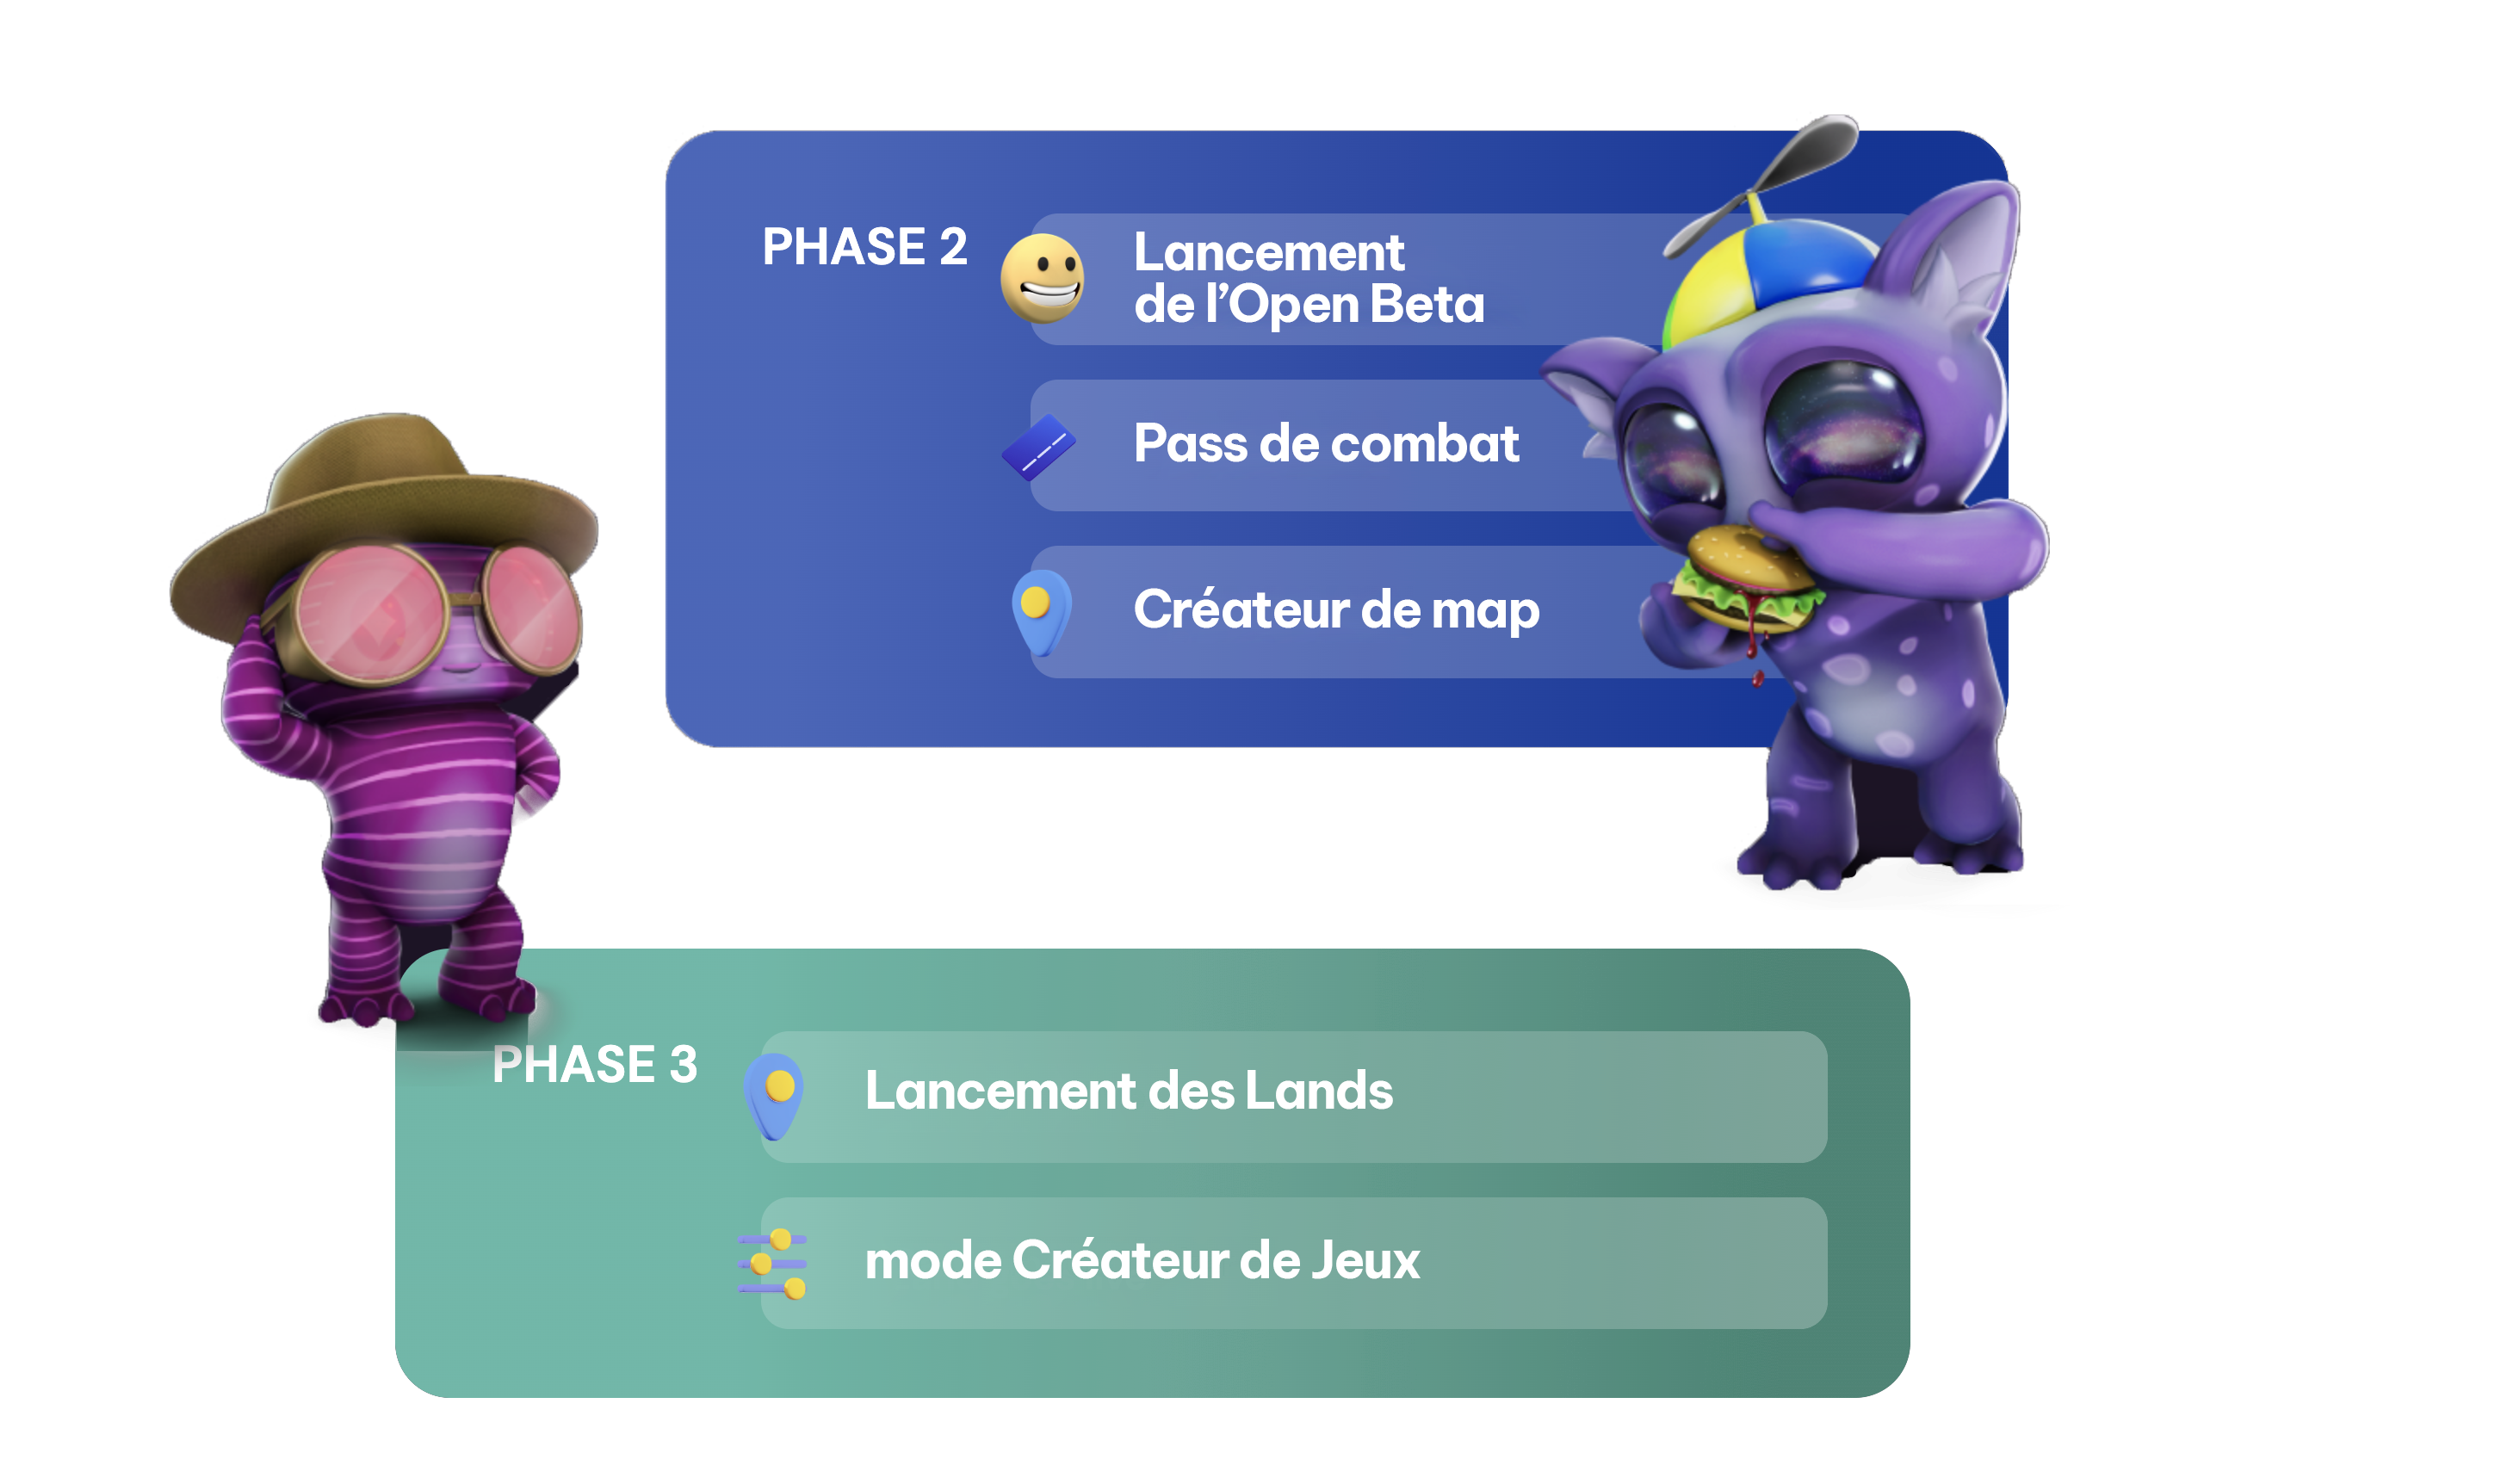 PHASE 2
Lancement
de l’Open Beta
Pass de combat
Créateur de map
PHASE 3
Lancement des Lands
mode Créateur de Jeux